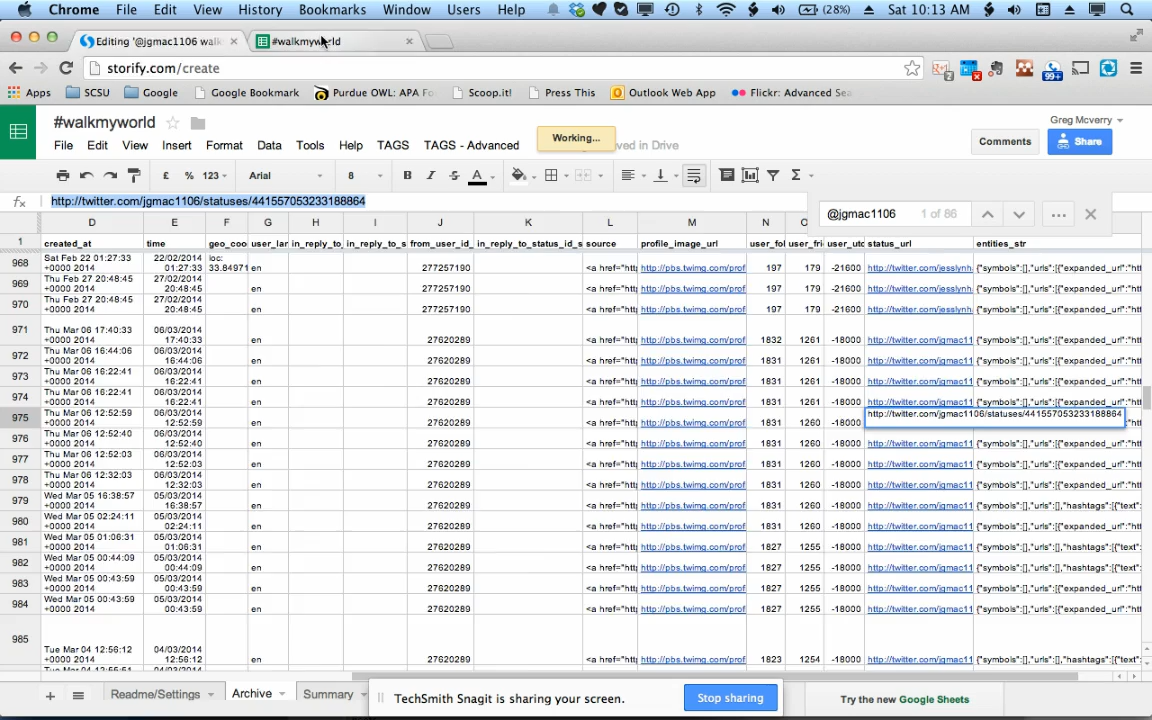 Chrome File Edit View History Bookmarks Window Users Help (28%) Sat 10:13 AM
Editing '@jgmac1106 walk #walkmyworld
storify.com/create
Apps SCSU Google Google Bookmark Purdue OWL: APA Fo Scoop.it! Press This Outlook Web App Flickr: Advanced Sea
#walkmyworld Greg Mcverry
Working... ved in Drive Comments Share
File Edit View Insert Format Data Tools Help TAGS TAGS - Advanced
£ % 123 Arial 8 B I S A Σ
fx http://twitter.com/jgmac1106/statuses/441557053233188864 @jgmac1106 1 of 86
D E F G H I J K L M N O P Q R
1 created_at time geo_coo user_lan in_reply_to_ in_reply_to_s from_user_id_ in_reply_to_status_id_s source profile_image_url user_fol user_frie user_utc status_url entities_str
968 Sat Feb 22 01:27:33 +0000 2014 22/02/2014 01:27:33 loc: 33.84971 en 277257190 <a href="htt http://pbs.twimg.com/prof 197 179 -21600 http://twitter.com/jesslynh {"symbols":[],"urls":[{"expanded_url":"htt
969 Thu Feb 27 20:48:45 +0000 2014 27/02/2014 20:48:45 en 277257190 <a href="htt http://pbs.twimg.com/prof 197 179 -21600 http://twitter.com/jesslynh {"symbols":[],"urls":[{"expanded_url":"htt
970 Thu Feb 27 20:48:45 +0000 2014 27/02/2014 20:48:45 en 277257190 <a href="htt http://pbs.twimg.com/prof 197 179 -21600 http://twitter.com/jesslynh {"symbols":[],"urls":[{"expanded_url":"htt
971 Thu Mar 06 17:40:33 +0000 2014 06/03/2014 17:40:33 en 27620289 <a href="htt http://pbs.twimg.com/prof 1832 1261 -18000 http://twitter.com/jgmac11 {"symbols":[],"urls":[{"expanded_url":"htt
972 Thu Mar 06 16:44:06 +0000 2014 06/03/2014 16:44:06 en 27620289 <a href="htt http://pbs.twimg.com/prof 1831 1261 -18000 http://twitter.com/jgmac11 {"symbols":[],"urls":[{"expanded_url":"htt
973 Thu Mar 06 16:22:41 +0000 2014 06/03/2014 16:22:41 en 27620289 <a href="htt http://pbs.twimg.com/prof 1831 1261 -18000 http://twitter.com/jgmac11 {"symbols":[],"urls":[{"expanded_url":"htt
974 Thu Mar 06 16:22:41 +0000 2014 06/03/2014 16:22:41 en 27620289 <a href="htt http://pbs.twimg.com/prof 1831 1261 -18000 http://twitter.com/jgmac11 {"symbols":[],"urls":[{"expanded_url":"htt
975 Thu Mar 06 12:52:59 +0000 2014 06/03/2014 12:52:59 en 27620289 <a href="htt http://pbs.twimg.com/prof 1831 1260 -18000 http://twitter.com/jgmac1106/statuses/441557053233188864
976 Thu Mar 06 12:52:40 +0000 2014 06/03/2014 12:52:40 en 27620289 <a href="htt http://pbs.twimg.com/prof 1831 1260 -18000 http://twitter.com/jgmac11 {"symbols":[],"urls":[{"expanded_url":"htt
977 Thu Mar 06 12:52:03 +0000 2014 06/03/2014 12:52:03 en 27620289 <a href="htt http://pbs.twimg.com/prof 1831 1260 -18000 http://twitter.com/jgmac11 {"symbols":[],"urls":[{"expanded_url":"htt
978 Thu Mar 06 12:32:03 +0000 2014 06/03/2014 12:32:03 en 27620289 <a href="htt http://pbs.twimg.com/prof 1831 1260 -18000 http://twitter.com/jgmac11 {"symbols":[],"urls":[{"expanded_url":"htt
979 Wed Mar 05 16:38:57 +0000 2014 05/03/2014 16:38:57 en 27620289 <a href="htt http://pbs.twimg.com/prof 1831 1260 -18000 http://twitter.com/jgmac11 {"symbols":[],"urls":[],"hashtags":[{"text":
980 Wed Mar 05 02:24:11 +0000 2014 05/03/2014 02:24:11 en 27620289 <a href="htt http://pbs.twimg.com/prof 1831 1260 -18000 http://twitter.com/jgmac11 {"symbols":[],"urls":[{"expanded_url":"htt
981 Wed Mar 05 01:06:31 +0000 2014 05/03/2014 01:06:31 en 27620289 <a href="htt http://pbs.twimg.com/prof 1827 1255 -18000 http://twitter.com/jgmac11 {"symbols":[],"urls":[],"hashtags":[{"text":
982 Wed Mar 05 00:44:09 +0000 2014 05/03/2014 00:44:09 en 27620289 <a href="htt http://pbs.twimg.com/prof 1827 1255 -18000 http://twitter.com/jgmac11 {"symbols":[],"urls":[],"hashtags":[{"text":
983 Wed Mar 05 00:43:59 +0000 2014 05/03/2014 00:43:59 en 27620289 <a href="htt http://pbs.twimg.com/prof 1827 1255 -18000 http://twitter.com/jgmac11 {"symbols":[],"urls":[{"expanded_url":"htt
984 Wed Mar 05 00:43:59 +0000 2014 05/03/2014 00:43:59 en 27620289 <a href="htt http://pbs.twimg.com/prof 1827 1255 -18000 http://twitter.com/jgmac11 {"symbols":[],"urls":[{"expanded_url":"htt
985 Tue Mar 04 12:56:12 +0000 2014 04/03/2014 12:56:12 en 27620289 <a href="htt http://pbs.twimg.com/prof 1823 1254 -18000 http://twitter.com/jgmac11 {"symbols":[],"urls":[{"expanded_url":"htt
Readme/Settings Archive Summary TechSmith Snagit is sharing your screen. Stop sharing Try the new Google Sheets